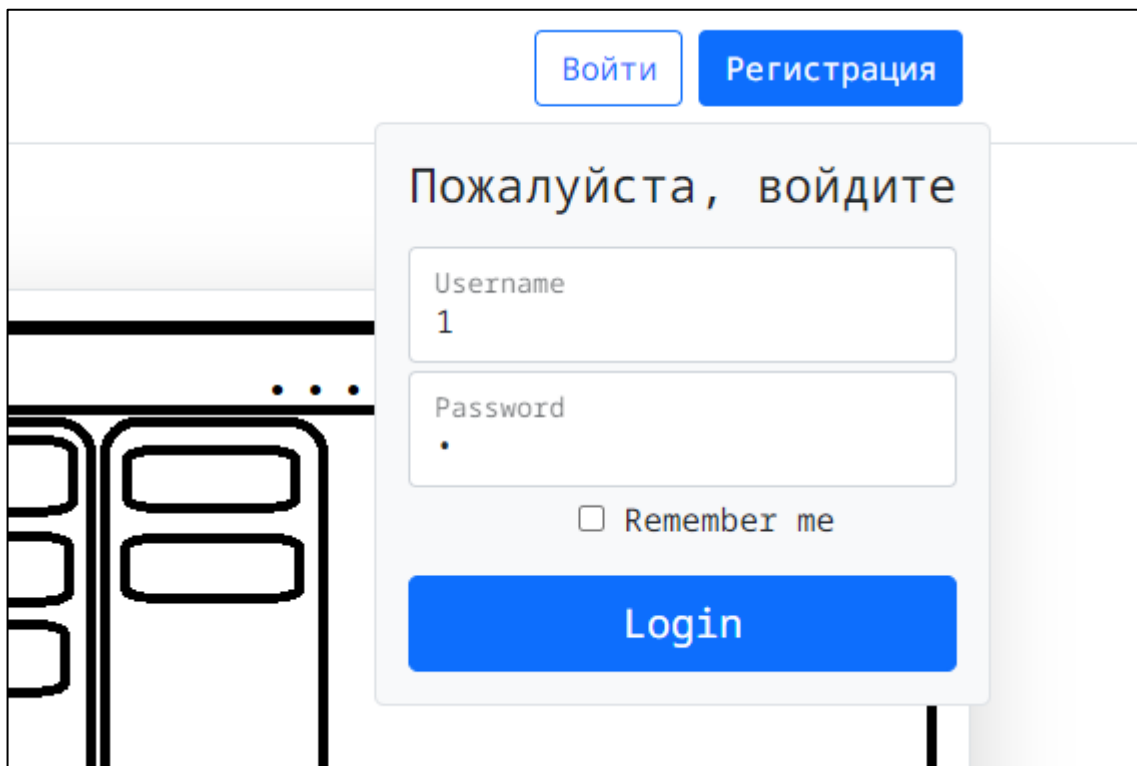 Войти Регистрация
Пожалуйста, войдите
Username
1
Password
•
Remember me
Login